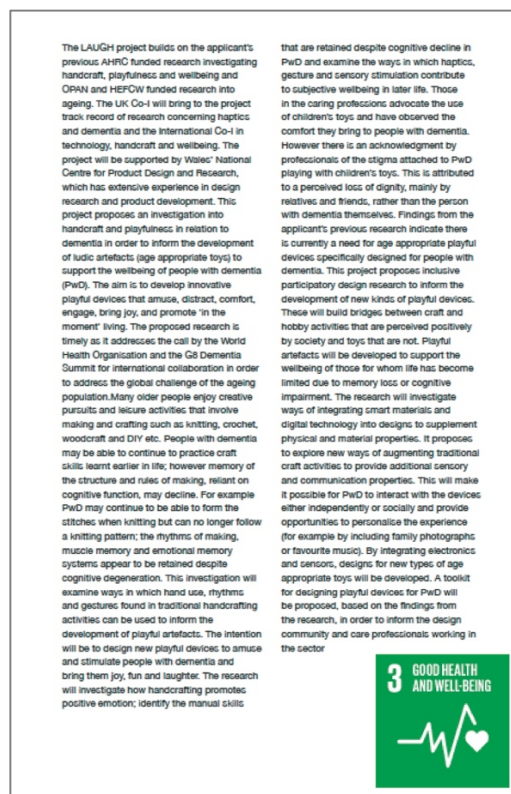 The LAUGH project builds on the applicant's
previous AHRC funded research investigating
handcraft, playfulness and wellbeing and
OPAN and HEFCW funded research into
ageing. The UK Co-I will bring to the project
track record of research concerning haptics
and dementia and the International Co-I in
technology, handcraft and wellbeing. The
project will be supported by Wales' National
Centre for Product Design and Research,
which has extensive experience in design
research and product development. This
project proposes an investigation into
handcraft and playfulness in relation to
dementia in order to inform the development
of ludic artefacts (age appropriate toys) to
support the wellbeing of people with dementia
(PwD). The aim is to develop innovative
playful devices that amuse, distract, comfort,
engage, bring joy, and promote 'in the
moment' living. The proposed research is
timely as it addresses the call by the World
Health Organisation and the G8 Dementia
Summit for international collaboration in order
to address the global challenge of the ageing
population.Many older people enjoy creative
pursuits and leisure activities that involve
making and crafting such as knitting, crochet,
woodcraft and DIY etc. People with dementia
may be able to continue to practice craft
skills learnt earlier in life; however memory of
the structure and rules of making, reliant on
cognitive function, may decline. For example
PwD may continue to be able to form the
stitches when knitting but can no longer follow
a knitting pattern; the rhythms of making,
muscle memory and emotional memory
systems appear to be retained despite
cognitive degeneration. This investigation will
examine ways in which hand use, rhythms
and gestures found in traditional handcrafting
activities can be used to inform the
development of playful artefacts. The intention
will be to design new playful devices to amuse
and stimulate people with dementia and
bring them joy, fun and laughter. The research
will investigate how handcrafting promotes
positive emotion; identify the manual skills
that are retained despite cognitive decline in
PwD and examine the ways in which haptics,
gesture and sensory stimulation contribute
to subjective wellbeing in later life. Those
in the caring professions advocate the use
of children's toys and have observed the
comfort they bring to people with dementia.
However there is an acknowledgment by
professionals of the stigma attached to PwD
playing with children's toys. This is attributed
to a perceived loss of dignity, mainly by
relatives and friends, rather than the person
with dementia themselves. Findings from the
applicant's previous research indicate there
is currently a need for age appropriate playful
devices specifically designed for people with
dementia. This project proposes inclusive
participatory design research to inform the
development of new kinds of playful devices.
These will build bridges between craft and
hobby activities that are perceived positively
by society and toys that are not. Playful
artefacts will be developed to support the
wellbeing of those for whom life has become
limited due to memory loss or cognitive
impairment. The research will investigate
ways of integrating smart materials and
digital technology into designs to supplement
physical and material properties. It proposes
to explore new ways of augmenting traditional
craft activities to provide additional sensory
and communication properties. This will make
it possible for PwD to interact with the devices
either independently or socially and provide
opportunities to personalise the experience
(for example by including family photographs
or favourite music). By integrating electronics
and sensors, designs for new types of age
appropriate toys will be developed. A toolkit
for designing playful devices for PwD will
be proposed, based on the findings from
the research, in order to inform the design
community and care professionals working in
the sector
3 GOOD HEALTH
AND WELL-BEING